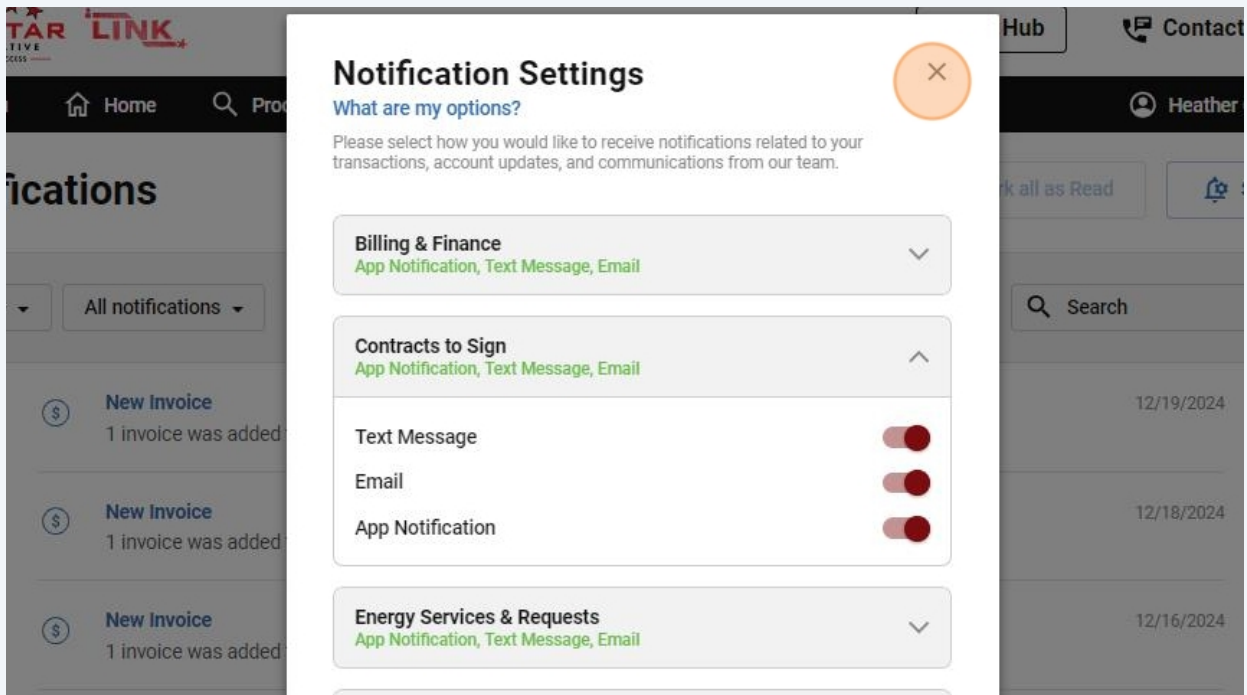 TAR LINK
TIVE
Hub
Contact
Home
Heather
Notification Settings
What are my options?
Please select how you would like to receive notifications related to your
transactions, account updates, and communications from our team.
fications
all as Read
All notifications
Search
Billing & Finance
App Notification, Text Message, Email
Contracts to Sign
App Notification, Text Message, Email
Text Message
Email
App Notification
Energy Services & Requests
App Notification, Text Message, Email
New Invoice
1 invoice was added
12/19/2024
New Invoice
1 invoice was added
12/18/2024
New Invoice
1 invoice was added
12/16/2024